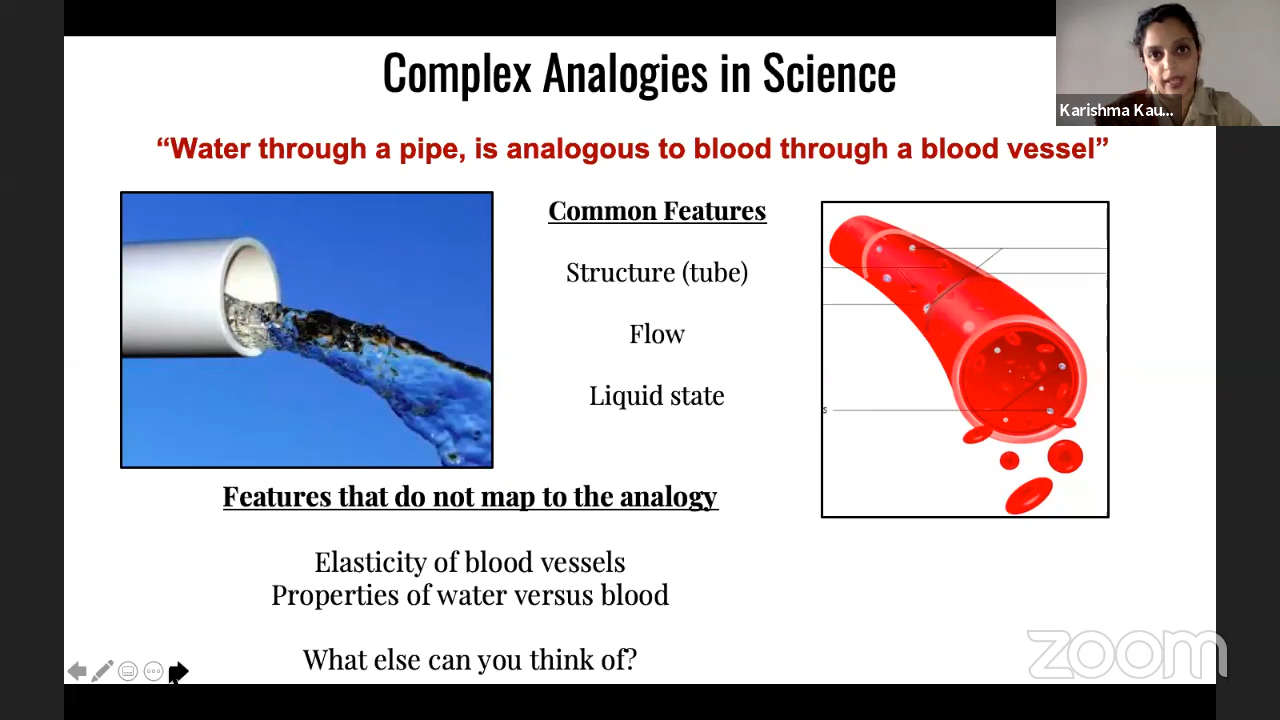 Complex Analogies in Science
Karishma Kau...
“Water through a pipe, is analogous to blood through a blood vessel”
Common Features
Structure (tube)
Flow
Liquid state
s
Features that do not map to the analogy
Elasticity of blood vessels
Properties of water versus blood
What else can you think of?
zoom